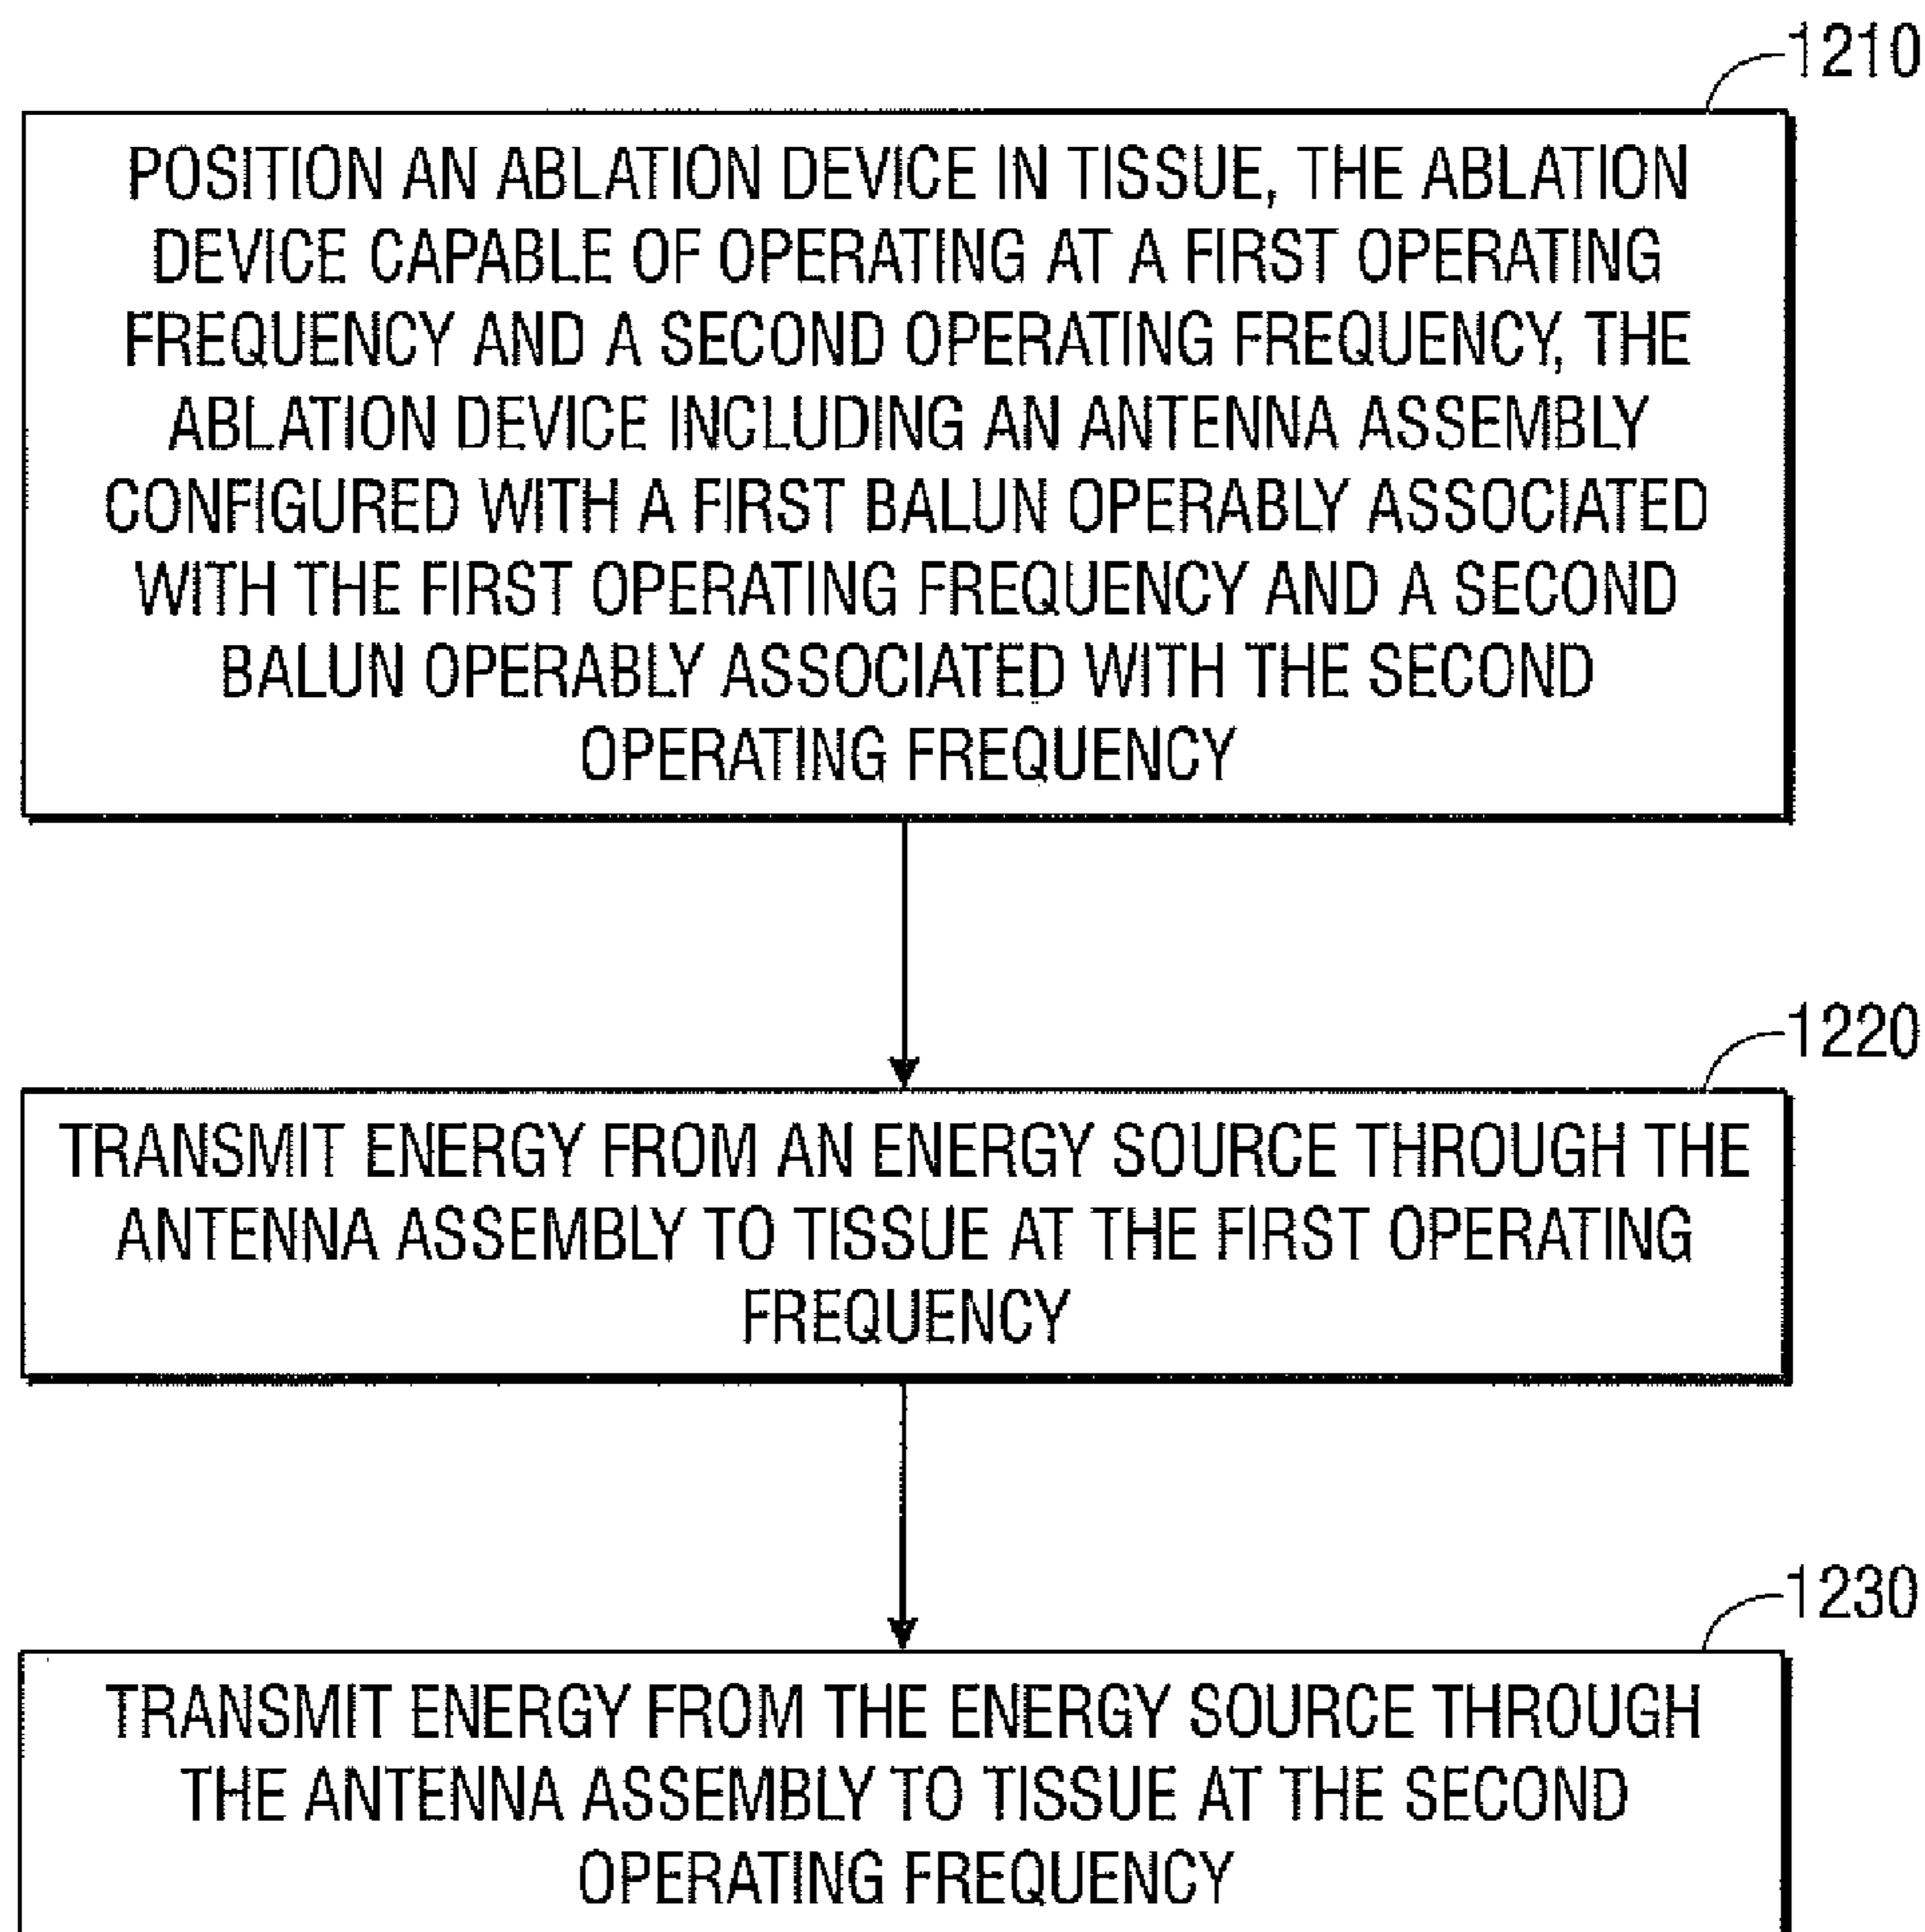 1210
POSITION AN ABLATION DEVICE IN TISSUE, THE ABLATION
DEVICE CAPABLE OF OPERATING AT A FIRST OPERATING
FREQUENCY AND A SECOND OPERATING FREQUENCY, THE
ABLATION DEVICE INCLUDING AN ANTENNA ASSEMBLY
CONFIGURED WITH A FIRST BALUN OPERABLY ASSOCIATED
WITH THE FIRST OPERATING FREQUENCY AND A SECOND
BALUN OPERABLY ASSOCIATED WITH THE SECOND
OPERATING FREQUENCY
1220
TRANSMIT ENERGY FROM AN ENERGY SOURCE THROUGH THE
ANTENNA ASSEMBLY TO TISSUE AT THE FIRST OPERATING
FREQUENCY
1230
TRANSMIT ENERGY FROM THE ENERGY SOURCE THROUGH
THE ANTENNA ASSEMBLY TO TISSUE AT THE SECOND
OPERATING FREQUENCY